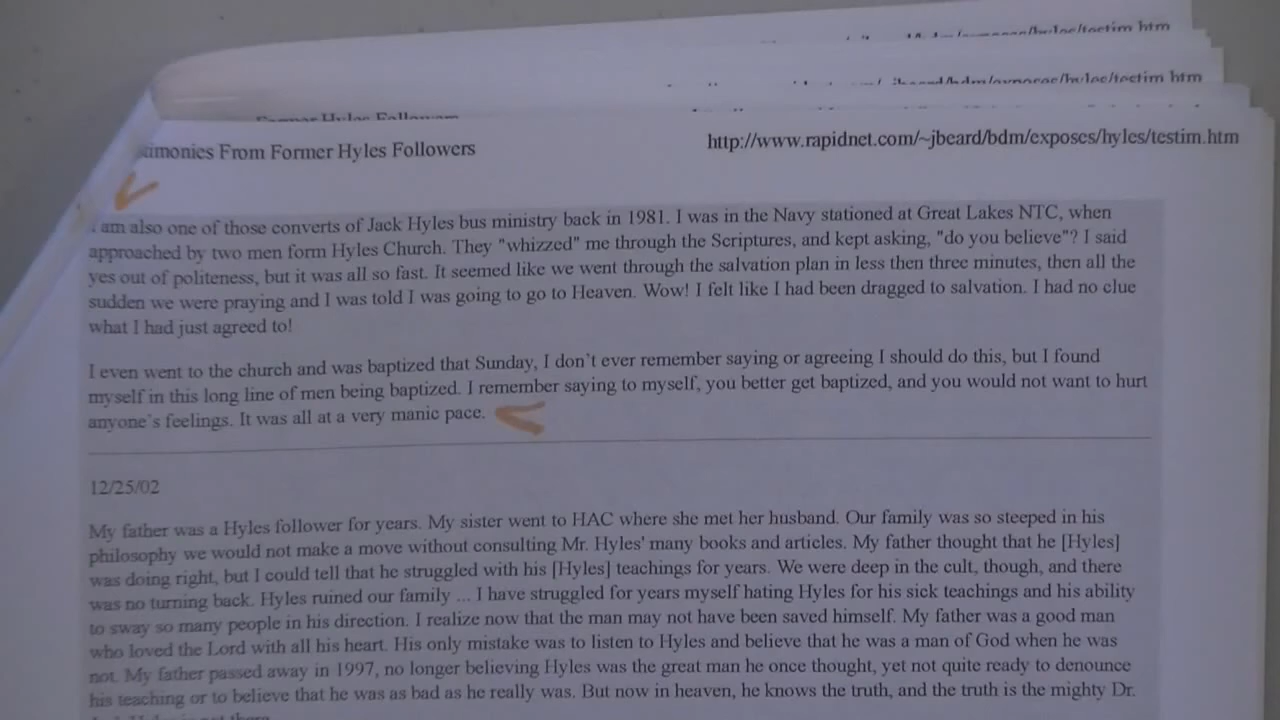 hyles/testim htm
hyles/testim htm
Hyles Followers
From Former Hyles Followers
http://www.rapidnet.com/~jbeard/bdm/exposes/hyles/testim.htm
I am also one of those converts of Jack Hyles bus ministry back in 1981. I was in the Navy stationed at Great Lakes NTC, when
approached by two men form Hyles Church. They "whizzed" me through the Scriptures, and kept asking, "do you believe"? I said
yes out of politeness, but it was all so fast. It seemed like we went through the salvation plan in less then three minutes, then all the
sudden we were praying and I was told I was going to go to Heaven. Wow! I felt like I had been dragged to salvation. I had no clue
what I had just agreed to!
I even went to the church and was baptized that Sunday, I don't ever remember saying or agreeing I should do this, but I found
myself in this long line of men being baptized. I remember saying to myself, you better get baptized, and you would not want to hurt
anyone's feelings. It was all at a very manic pace.
12/25/02
My father was a Hyles follower for years. My sister went to HAC where she met her husband. Our family was so steeped in his
philosophy we would not make a move without consulting Mr. Hyles' many books and articles. My father thought that he [Hyles]
was doing right, but I could tell that he struggled with his [Hyles] teachings for years. We were deep in the cult, though, and there
was no turning back. Hyles ruined our family ... I have struggled for years myself hating Hyles for his sick teachings and his ability
to sway so many people in his direction. I realize now that the man may not have been saved himself. My father was a good man
who loved the Lord with all his heart. His only mistake was to listen to Hyles and believe that he was a man of God when he was
not. My father passed away in 1997, no longer believing Hyles was the great man he once thought, yet not quite ready to denounce
his teaching or to believe that he was as bad as he really was. But now in heaven, he knows the truth, and the truth is the mighty Dr.